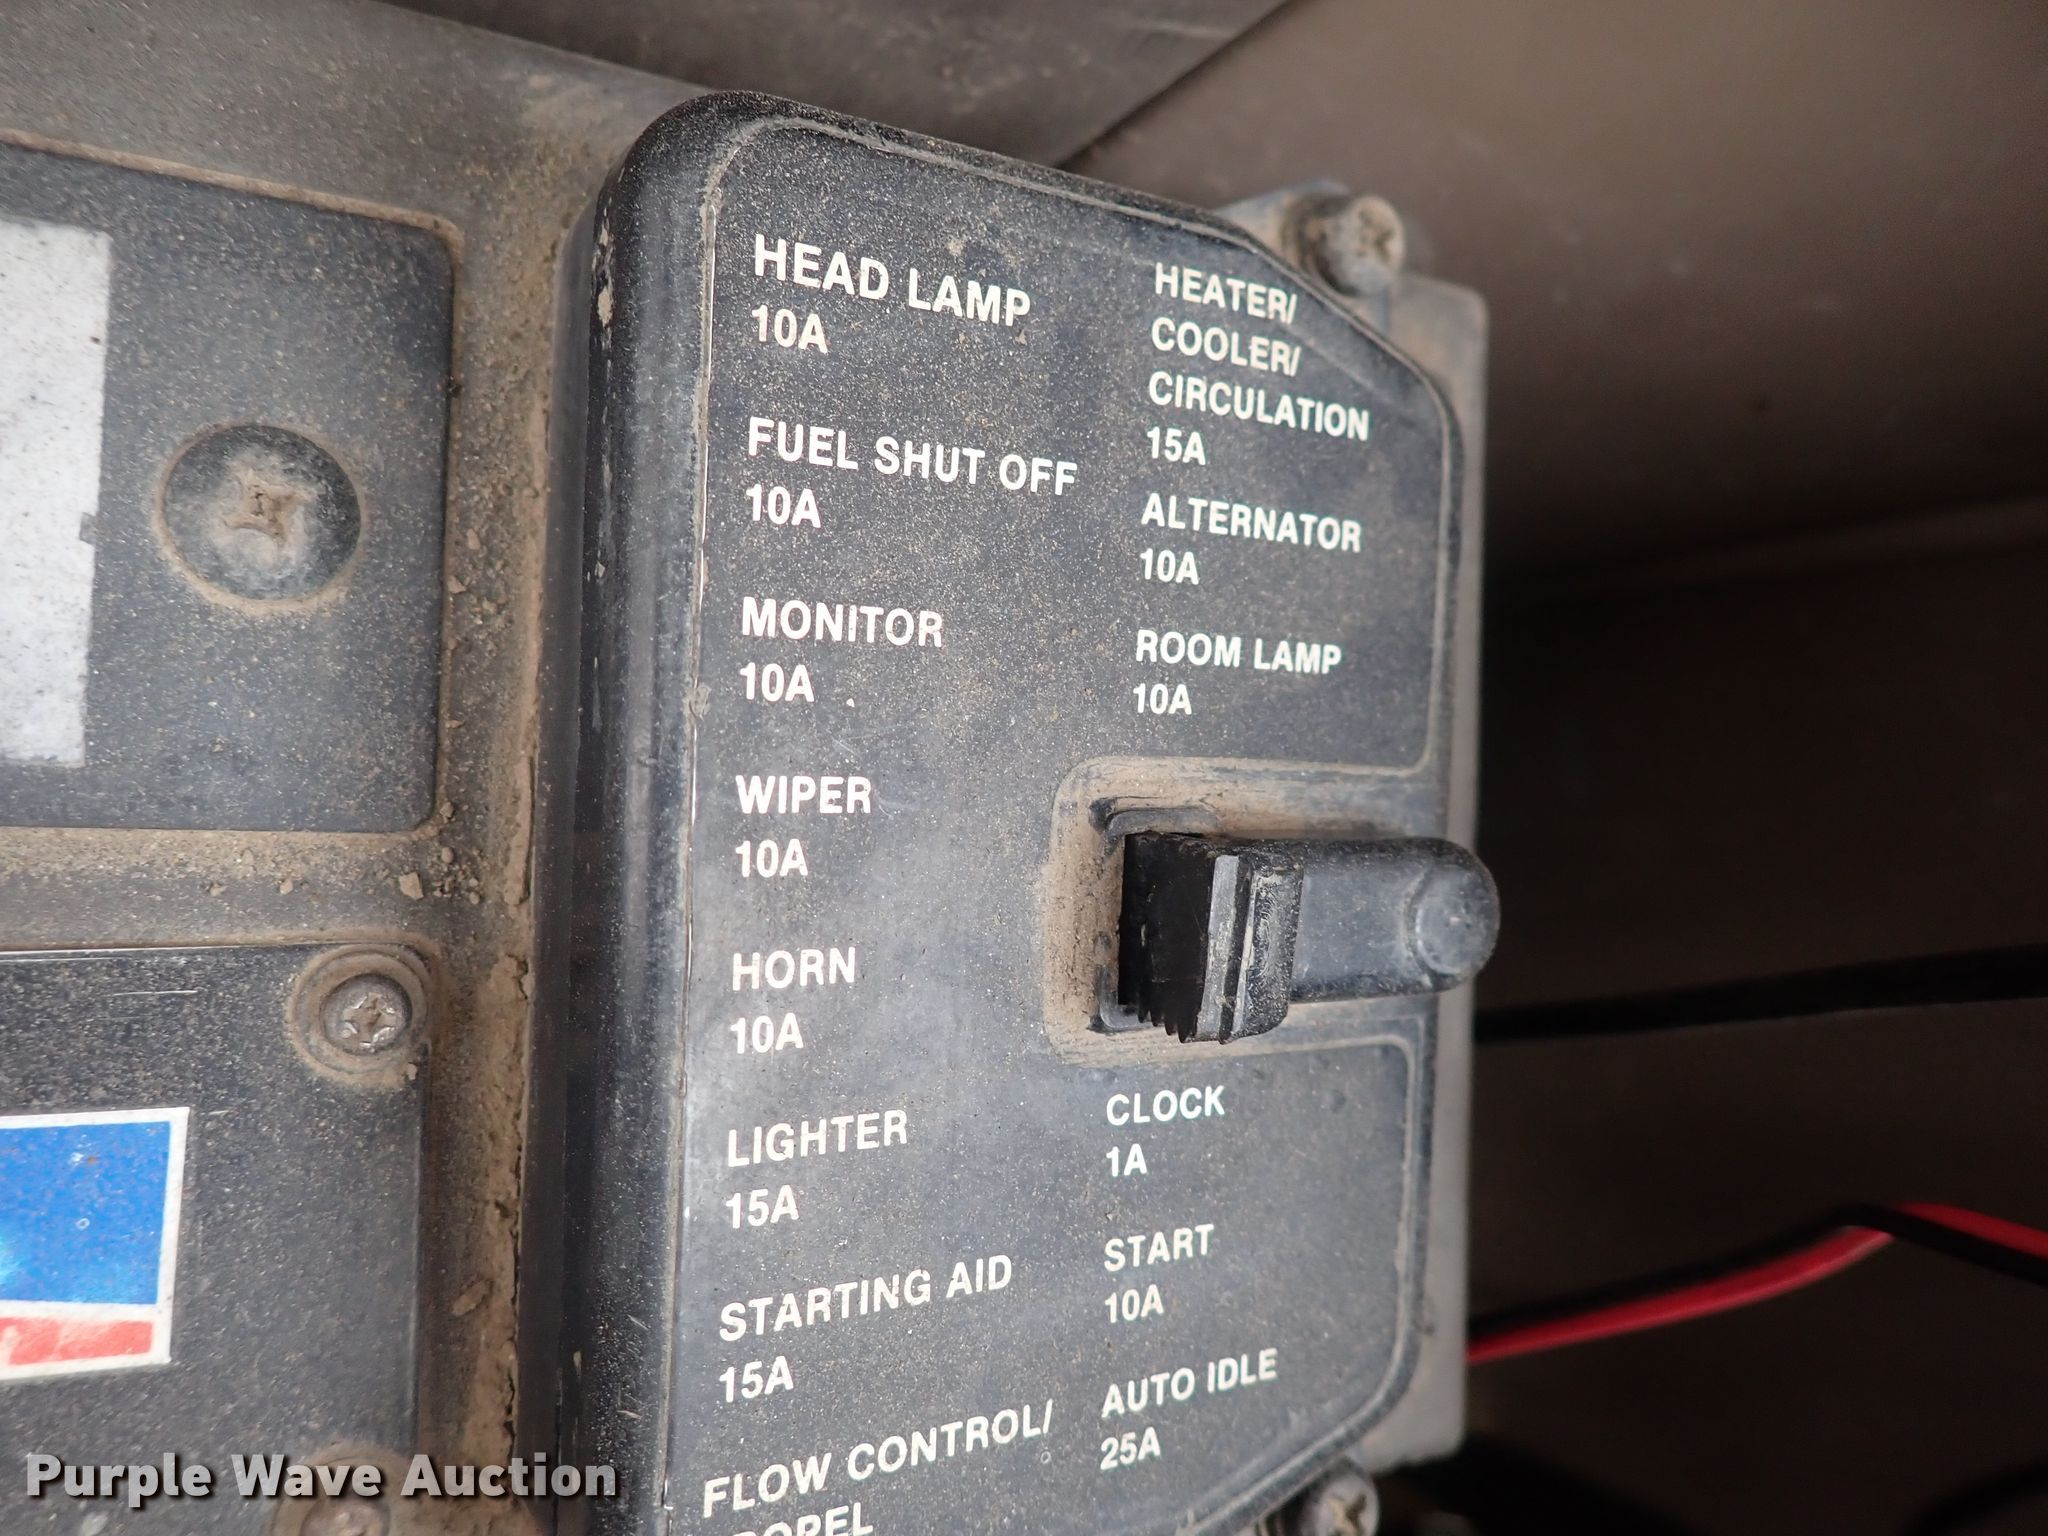 HEAD LAMP
10A
FUEL SHUT OFF
10A
MONITOR
10A
WIPER
10A
HORN
10A
LIGHTER
15A
STARTING AID
15A
FLOW CONTROL/
HEATER/
COOLER/
CIRCULATION
15A
ALTERNATOR
10A
ROOM LAMP
10A
CLOCK
1A
START
10A
AUTO IDLE
25A
Purple Wave Auction